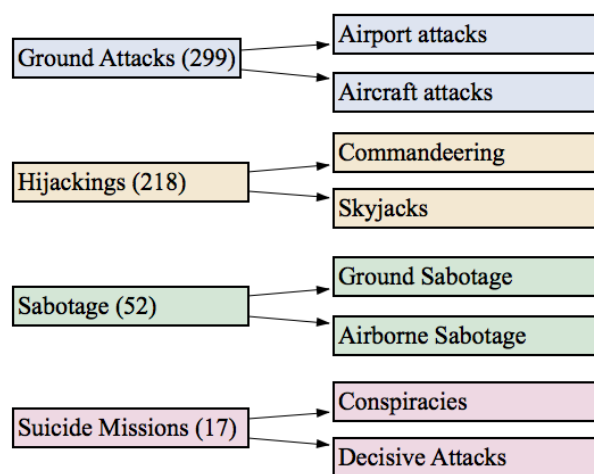 Ground Attacks (299)
Airport attacks
Aircraft attacks
Hijackings (218)
Commandeering
Skyjacks
Sabotage (52)
Ground Sabotage
Airborne Sabotage
Suicide Missions (17)
Conspiracies
Decisive Attacks